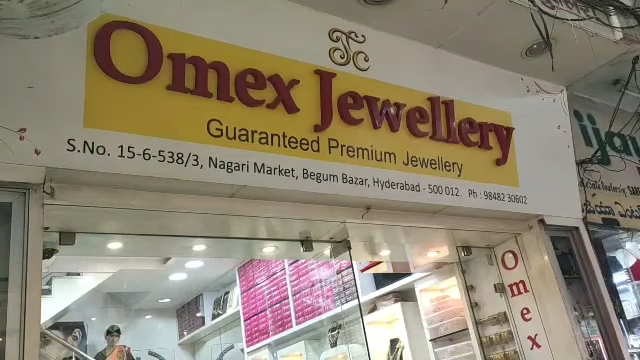 Omex Jewellery
Guaranteed Premium Jewellery
S.No. 15-6-538/3, Nagari Market, Begum Bazar, Hyderabad - 500 012. Ph : 98482 30602
Omex